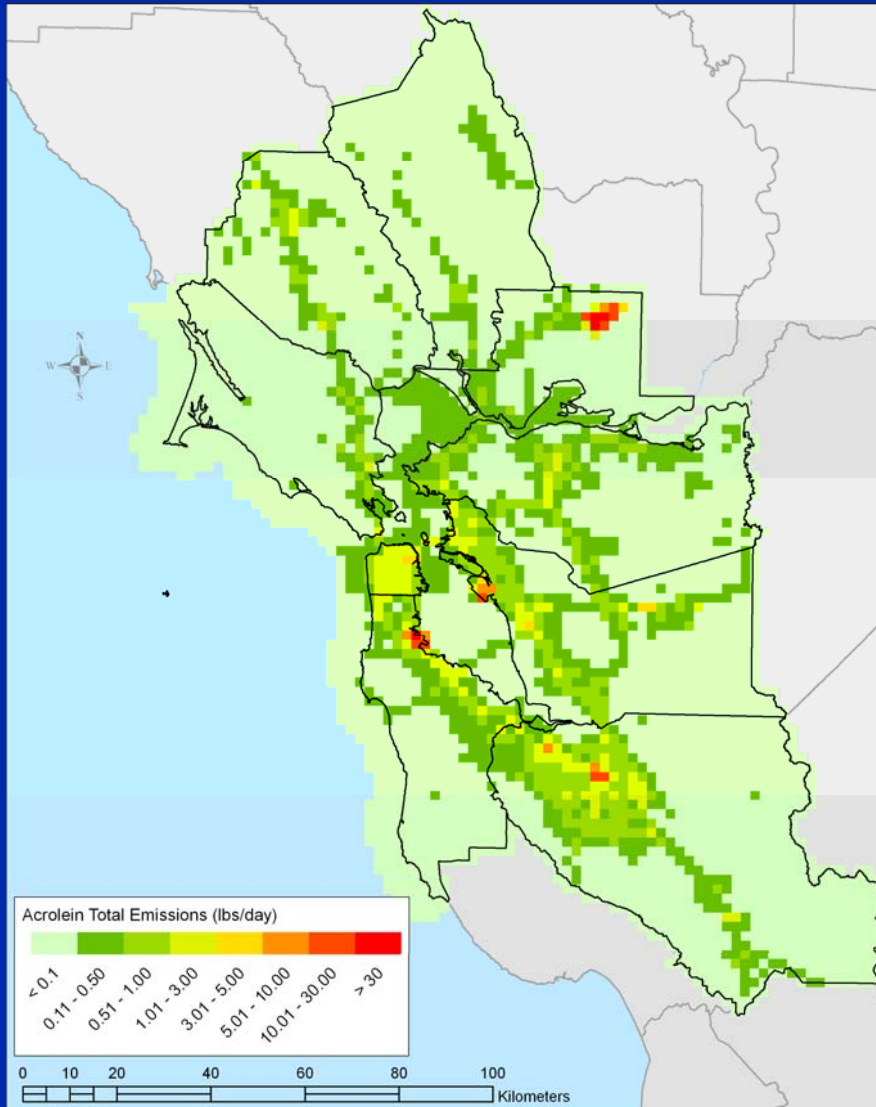 N
W E
S
Acrolein Total Emissions (lbs/day)
< 0.1
0.11 - 0.50
0.51 - 1.00
1.01 - 3.00
3.01 - 5.00
5.01 - 10.00
10.01 - 30.00
> 30
0 5 10 20 40 60 80 100
Kilometers